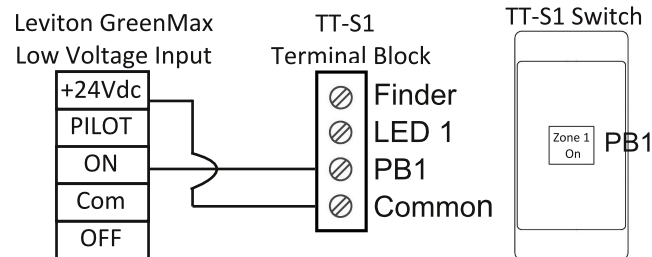 Leviton GreenMax
Low Voltage Input
+24Vdc
PILOT
ON
Com
OFF
TT-S1
Terminal Block
Finder
LED 1
PB1
Common
TT-S1 Switch
Zone 1
On
PB1